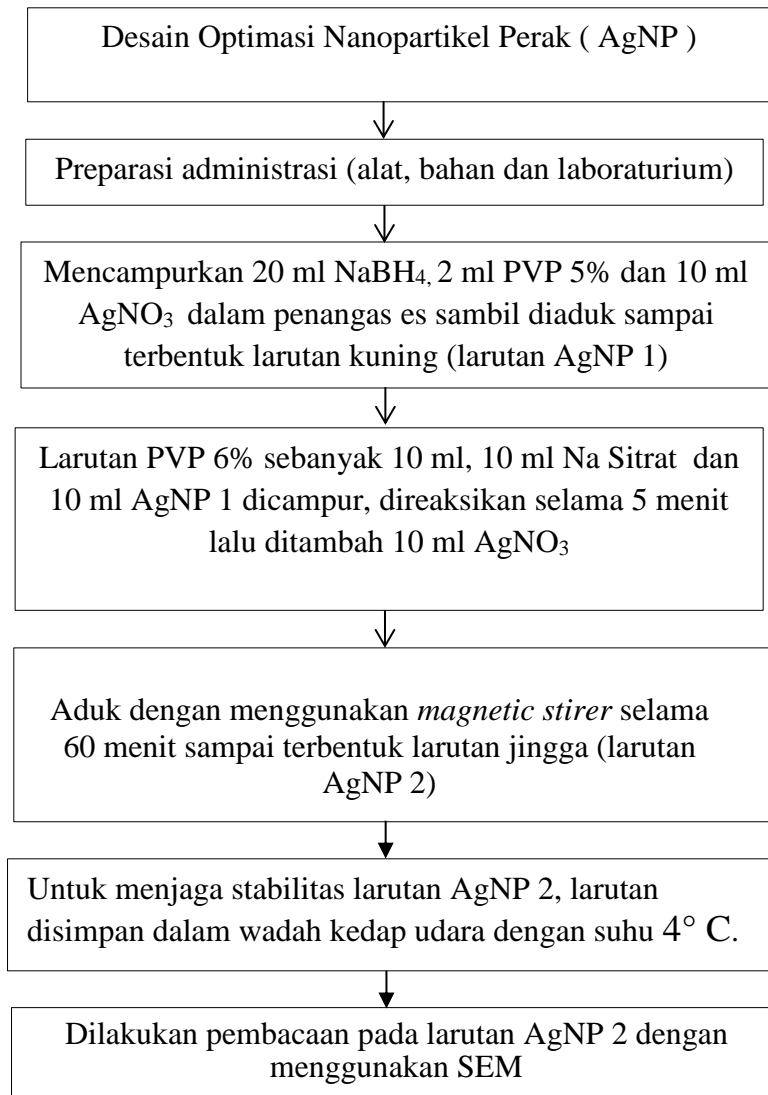 Desain Optimasi Nanopartikel Perak ( AgNP )
Preparasi administrasi (alat, bahan dan laboraturium)
Mencampurkan 20 ml NaBH₄, 2 ml PVP 5% dan 10 ml
AgNO₃ dalam penangas es sambil diaduk sampai
terbentuk larutan kuning (larutan AgNP 1)
Larutan PVP 6% sebanyak 10 ml, 10 ml Na Sitrat dan
10 ml AgNP 1 dicampur, direaksikan selama 5 menit
lalu ditambah 10 ml AgNO₃
Aduk dengan menggunakan magnetic stirer selama
60 menit sampai terbentuk larutan jingga (larutan
AgNP 2)
Untuk menjaga stabilitas larutan AgNP 2, larutan
disimpan dalam wadah kedap udara dengan suhu 4° C.
Dilakukan pembacaan pada larutan AgNP 2 dengan
menggunakan SEM